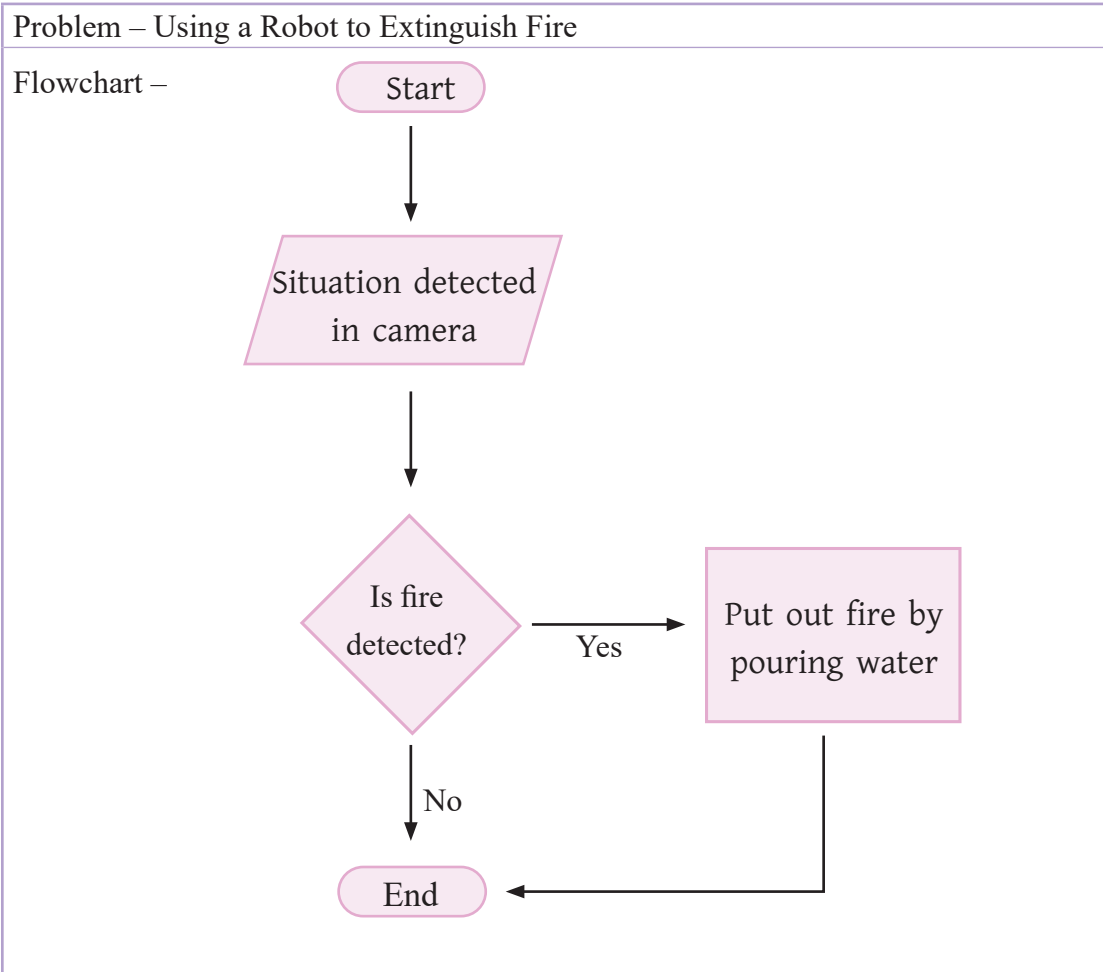 Problem – Using a Robot to Extinguish Fire
Flowchart –
Start
Situation detected
in camera
Is fire
detected?
Yes
Put out fire by
pouring water
No
End